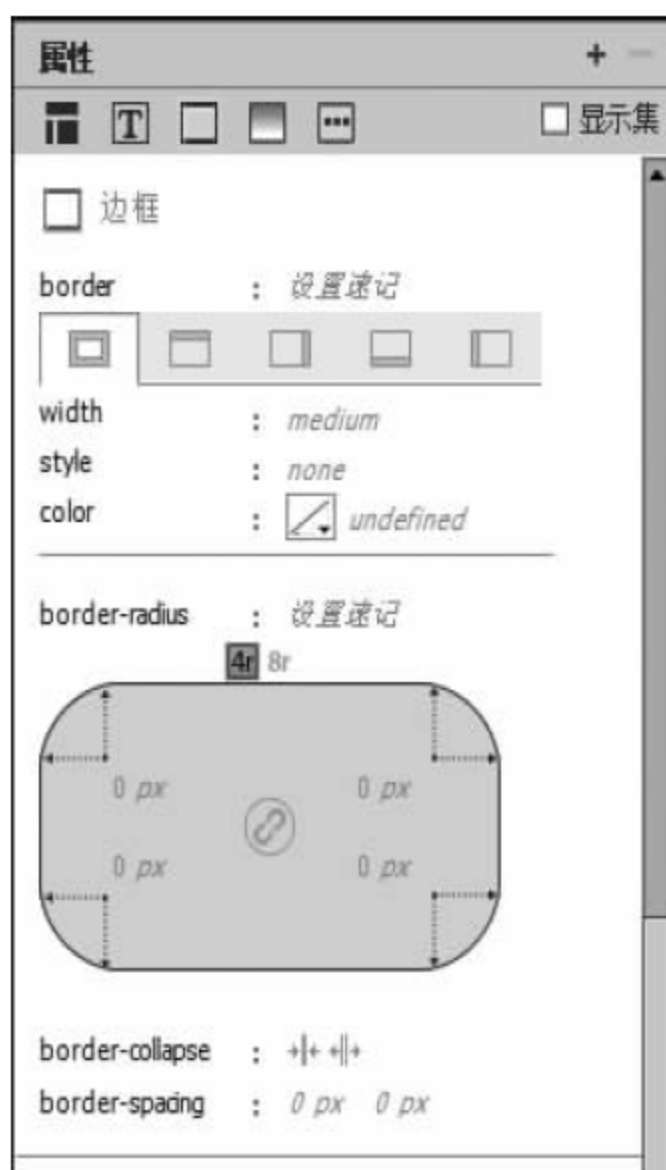 属性
T 显示集
边框
border : 设置速记
width : medium
style : none
color : undefined
border-radius : 设置速记
4r 8r
0 px 0 px
0 px 0 px
border-collapse :
border-spacing : 0 px 0 px